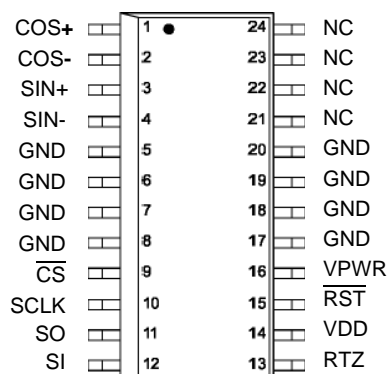 COS+ 1 24 NC
COS- 2 23 NC
SIN+ 3 22 NC
SIN- 4 21 NC
GND 5 20 GND
GND 6 19 GND
GND 7 18 GND
GND 8 17 GND
CS 9 16 VPWR
SCLK 10 15 RST
SO 11 14 VDD
SI 12 13 RTZ